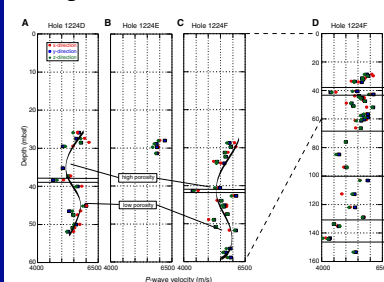 A Hole 1224D B Hole 1224E C Hole 1224F D Hole 1224F
x-direction
y-direction
z-direction
0
10
20
30
40
50
60
Depth (mbsf)
high porosity
low porosity
0
20
40
60
80
100
120
140
160
4000 6500 4000 6500 4000 6500
P-wave velocity (m/s)